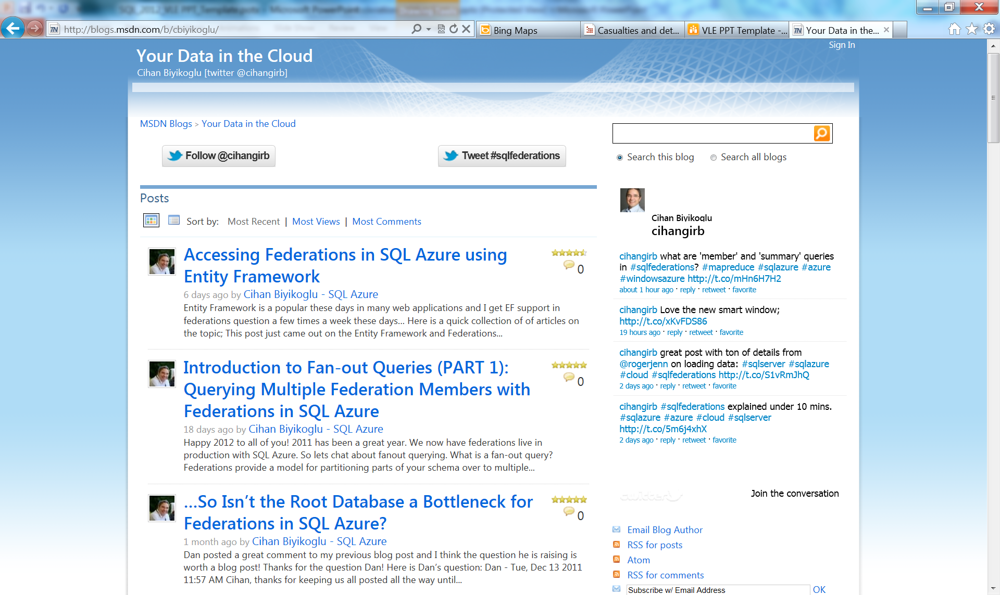 http://blogs.msdn.com/b/cbiyikoglu/
Bing Maps
Casualties and det...
VLE PPT Template -...
Your Data in the...
Sign In
Your Data in the Cloud
Cihan Biyikoglu [twitter @cihangirb]
MSDN Blogs > Your Data in the Cloud
Follow @cihangirb
Tweet #sqlfederations
Posts
Sort by: Most Recent | Most Views | Most Comments
Accessing Federations in SQL Azure using
Entity Framework
0
6 days ago by Cihan Biyikoglu - SQL Azure
Entity Framework is a popular these days in many web applications and I get EF support in
federations question a few times a week these days... Here is a quick collection of of articles on
the topic; This post just came out on the Entity Framework and Federations...
Introduction to Fan-out Queries (PART 1):
Querying Multiple Federation Members with
Federations in SQL Azure
0
18 days ago by Cihan Biyikoglu - SQL Azure
Happy 2012 to all of you! 2011 has been a great year. We now have federations live in
production with SQL Azure. So lets chat about fanout querying. What is a fan-out query?
Federations provide a model for partitioning parts of your schema over to multiple...
...So Isn’t the Root Database a Bottleneck for
Federations in SQL Azure?
0
1 month ago by Cihan Biyikoglu - SQL Azure
Dan posted a great comment to my previous blog post and I think the question he is raising is
worth a blog post! Thanks for the question Dan! Here is Dan’s question: Dan - Tue, Dec 13 2011
11:57 AM Cihan, thanks for keeping us all posted all the way until...
Search this blog
Search all blogs
Cihan Biyikoglu
cihangirb
cihangirb what are 'member' and 'summary' queries
in #sqlfederations? #mapreduce #sqlazure #azure
#windowsazure http://t.co/mHn6H7H2
about 1 hour ago · reply · retweet · favorite
cihangirb Love the new smart window;
http://t.co/xKvFDS86
19 hours ago · reply · retweet · favorite
cihangirb great post with ton of details from
@rogerjenn on loading data: #sqlserver #sqlazure
#cloud #sqlfederations http://t.co/S1vRmJhQ
2 days ago · reply · retweet · favorite
cihangirb #sqlfederations explained under 10 mins.
#sqlazure #azure #cloud #sqlserver
http://t.co/5m6j4xhX
2 days ago · reply · retweet · favorite
twitter
Join the conversation
Email Blog Author
RSS for posts
Atom
RSS for comments
Subscribe w/ Email Address
OK